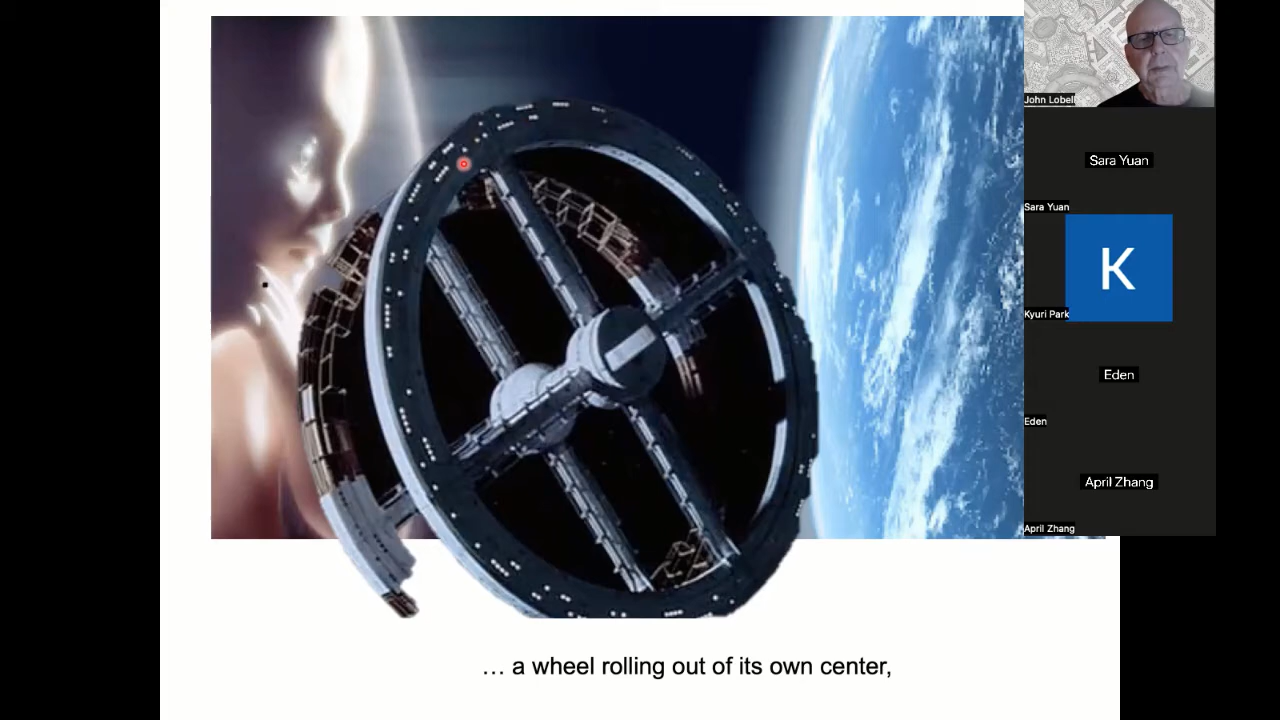 John Lobell
Sara Yuan
Sara Yuan
K
Kyuri Park
Eden
Eden
April Zhang
April Zhang
… a wheel rolling out of its own center,